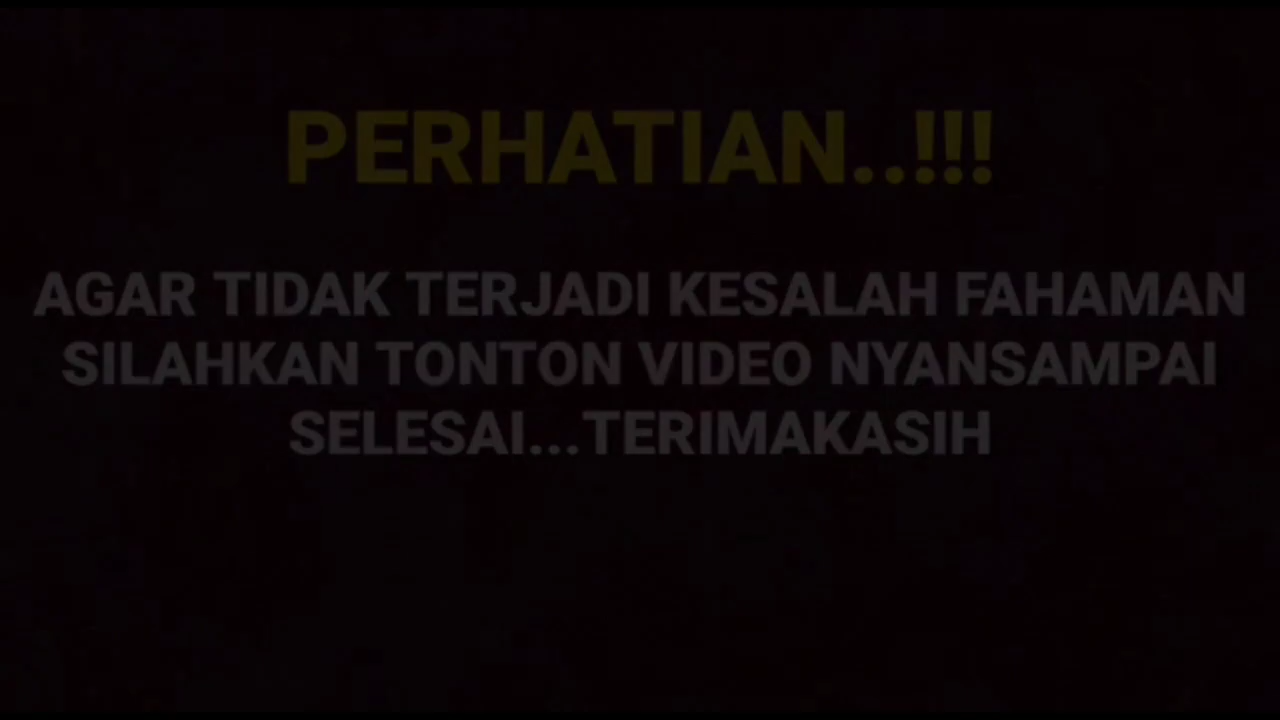 PERHATIAN..!!!
AGAR TIDAK TERJADI KESALAH FAHAMAN
SILAHKAN TONTON VIDEO NYANSAMPAI
SELESAI...TERIMAKASIH